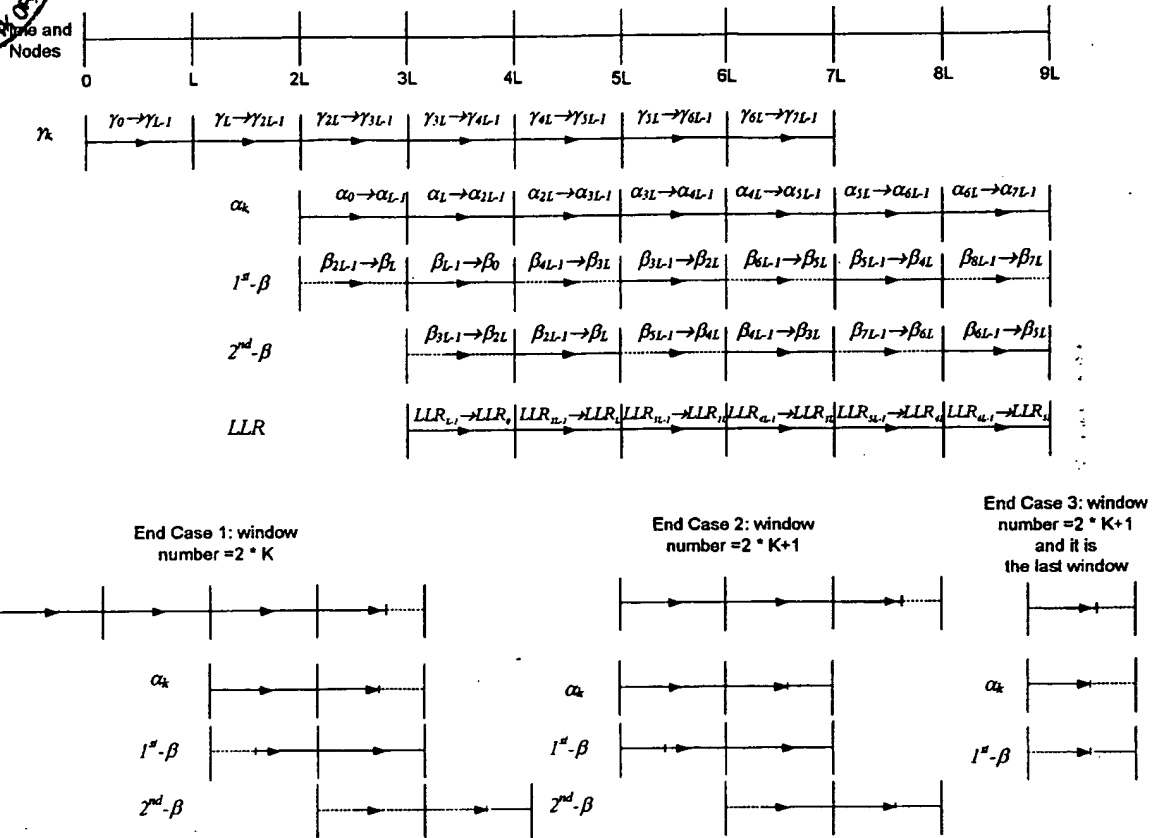 and
Nodes
0 L 2L 3L 4L 5L 6L 7L 8L 9L
γk γ0→γL-1 γL→γ2L-1 γ2L→γ3L-1 γ3L→γ4L-1 γ4L→γ5L-1 γ5L→γ6L-1 γ6L→γ7L-1
αk α0→αL-1 αL→α2L-1 α2L→α3L-1 α3L→α4L-1 α4L→α5L-1 α5L→α6L-1 α6L→α7L-1
1st-β β2L-1→βL βL-1→β0 β4L-1→β3L β3L-1→β2L β6L-1→β5L β5L-1→β4L β8L-1→β7L
2nd-β β3L-1→β2L β2L-1→βL β5L-1→β4L β4L-1→β3L β7L-1→β6L β6L-1→β5L
LLR LLRL-1→LLR0
End Case 1: window
number =2 * K
End Case 2: window
number =2 * K+1
End Case 3: window
number =2 * K+1
and it is
the last window
αk
1st-β
2nd-β
αk
1st-β
2nd-β
αk
1st-β